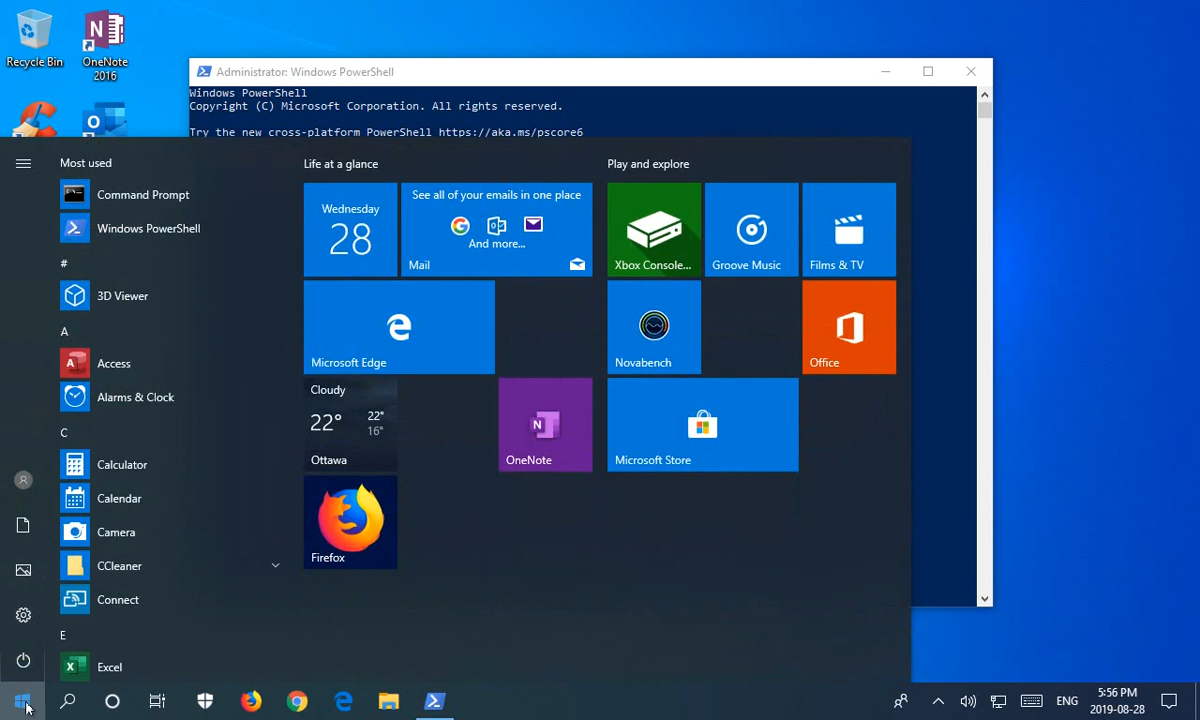 Recycle Bin
OneNote
2016
Administrator: Windows PowerShell
Windows PowerShell
Copyright (C) Microsoft Corporation. All rights reserved.
Try the new cross-platform PowerShell https://aka.ms/pscore6
Most used
Command Prompt
Windows PowerShell
#
3D Viewer
A
Access
Alarms & Clock
C
Calculator
Calendar
Camera
CCleaner
Connect
E
Excel
Life at a glance
Wednesday
28
See all of your emails in one place
And more...
Mail
Microsoft Edge
Cloudy
22°
22°
16°
Ottawa
OneNote
Firefox
Play and explore
Xbox Console...
Groove Music
Films & TV
Novabench
Office
Microsoft Store
ENG
5:56 PM
2019-08-28